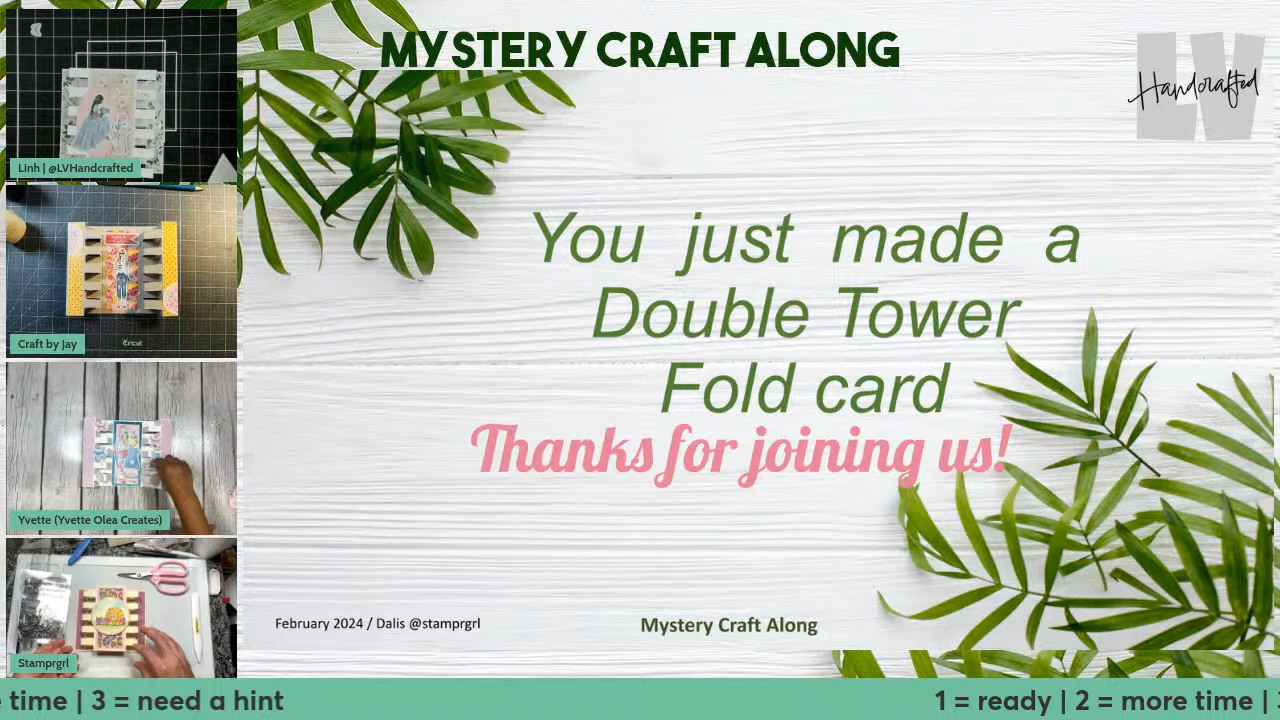 MYSTERY CRAFT ALONG
Handcrafted
Linh | @LVHandcrafted
You just made a
Double Tower
Fold card
Thanks for joining us!
cricut
Craft by Jay
Yvette (Yvette Olea Creates)
February 2024 / Dalis @stamprgrl
Mystery Craft Along
Stamprgrl
time | 3 = need a hint
1 = ready | 2 = more time |